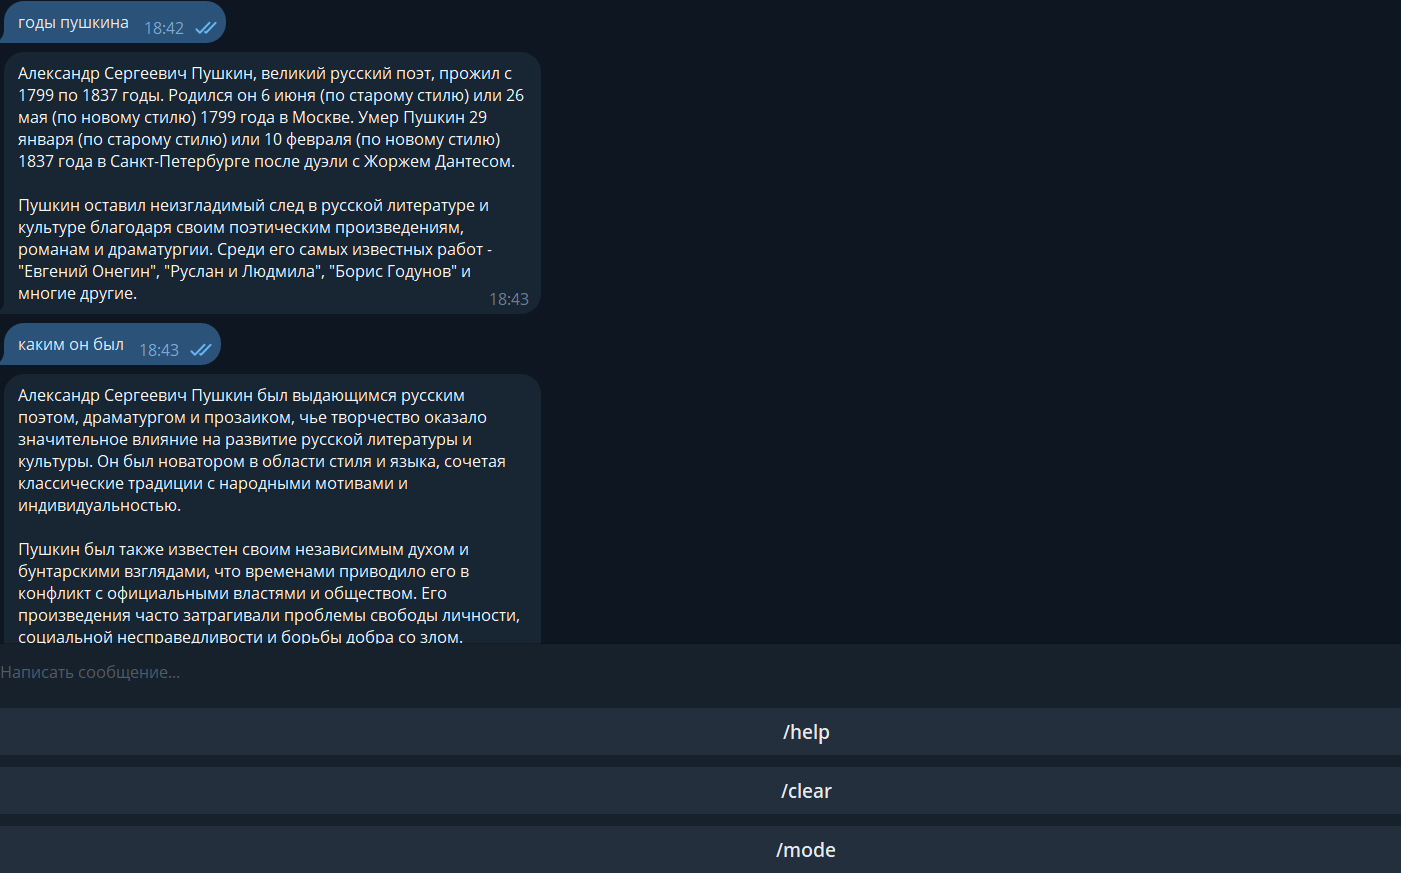 годы пушкина
18:42
Александр Сергеевич Пушкин, великий русский поэт, прожил с
1799 по 1837 годы. Родился он 6 июня (по старому стилю) или 26
мая (по новому стилю) 1799 года в Москве. Умер Пушкин 29
января (по старому стилю) или 10 февраля (по новому стилю)
1837 года в Санкт-Петербурге после дуэли с Жоржем Дантесом.
Пушкин оставил неизгладимый след в русской литературе и
культуре благодаря своим поэтическим произведениям,
романам и драматургии. Среди его самых известных работ -
"Евгений Онегин", "Руслан и Людмила", "Борис Годунов" и
многие другие.
18:43
каким он был
18:43
Александр Сергеевич Пушкин был выдающимся русским
поэтом, драматургом и прозаиком, чье творчество оказало
значительное влияние на развитие русской литературы и
культуры. Он был новатором в области стиля и языка, сочетая
классические традиции с народными мотивами и
индивидуальностью.
Пушкин был также известен своим независимым духом и
бунтарскими взглядами, что временами приводило его в
конфликт с официальными властями и обществом. Его
произведения часто затрагивали проблемы свободы личности,
социальной несправедливости и борьбы добра со злом.
Написать сообщение...
/help
/clear
/mode